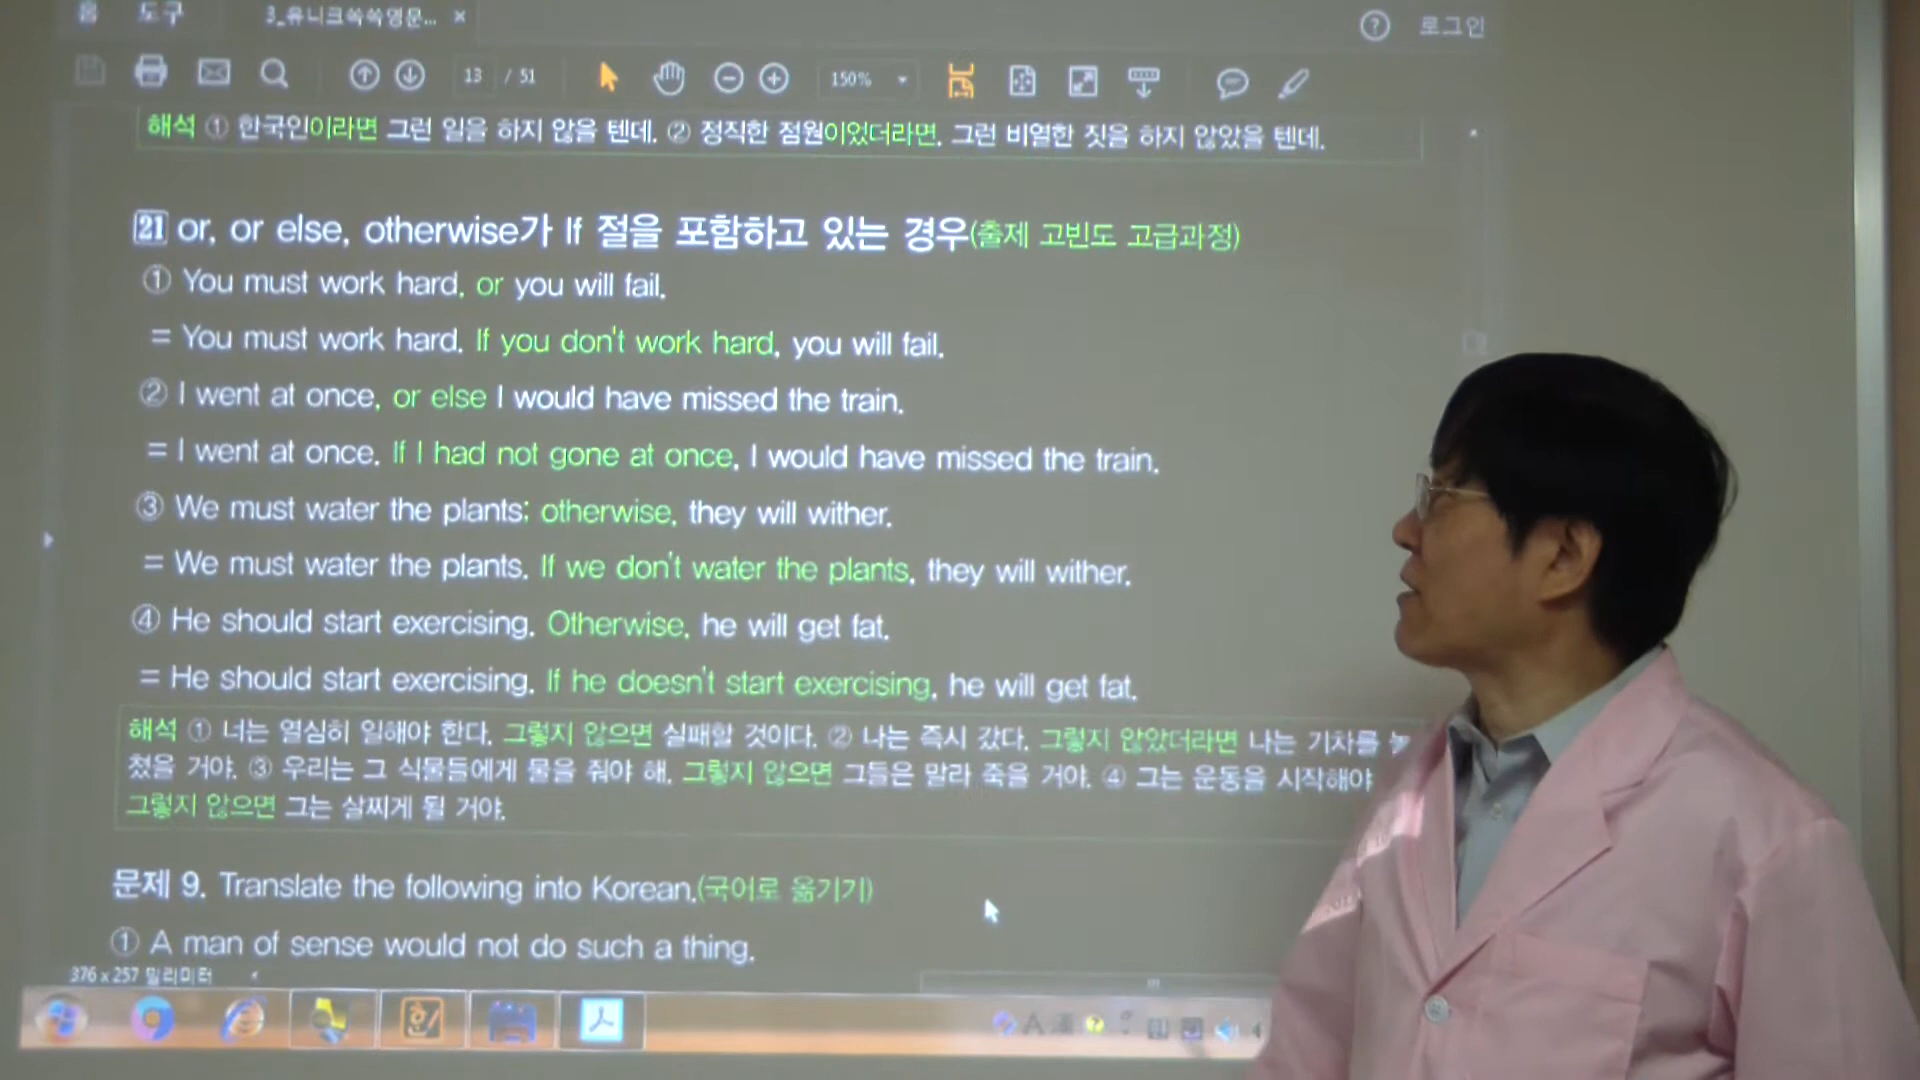 홈 도구 3_유니크쏙쏙영문... × ? 로그인
13 / 51 150%
해석 ① 한국인이라면 그런 일을 하지 않을 텐데. ② 정직한 점원이었더라면, 그런 비열한 짓을 하지 않았을 텐데.
21 or, or else, otherwise가 If 절을 포함하고 있는 경우(출제 고빈도 고급과정)
① You must work hard, or you will fail.
= You must work hard. If you don't work hard, you will fail.
② I went at once, or else I would have missed the train.
= I went at once. If I had not gone at once, I would have missed the train.
③ We must water the plants; otherwise, they will wither.
= We must water the plants. If we don't water the plants, they will wither.
④ He should start exercising. Otherwise, he will get fat.
= He should start exercising. If he doesn't start exercising, he will get fat.
해석 ① 너는 열심히 일해야 한다. 그렇지 않으면 실패할 것이다. ② 나는 즉시 갔다. 그렇지 않았더라면 나는 기차를 놓
쳤을 거야. ③ 우리는 그 식물들에게 물을 줘야 해. 그렇지 않으면 그들은 말라 죽을 거야. ④ 그는 운동을 시작해야
그렇지 않으면 그는 살찌게 될 거야.
문제 9. Translate the following into Korean.(국어로 옮기기)
① A man of sense would not do such a thing.
376 x 257 밀리미터